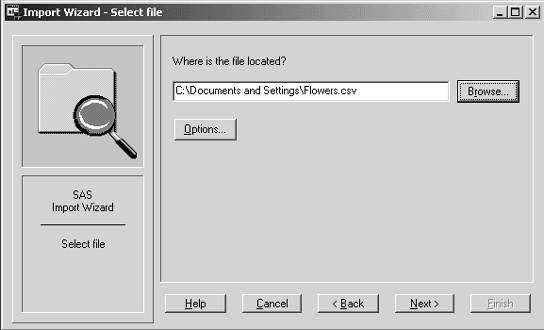 Import Wizard - Select file
Where is the file located?
C:\Documents and Settings\Flowers.csv
Browse...
Options...
SAS
Import Wizard
Select file
Help
Cancel
< Back
Next >
Finish